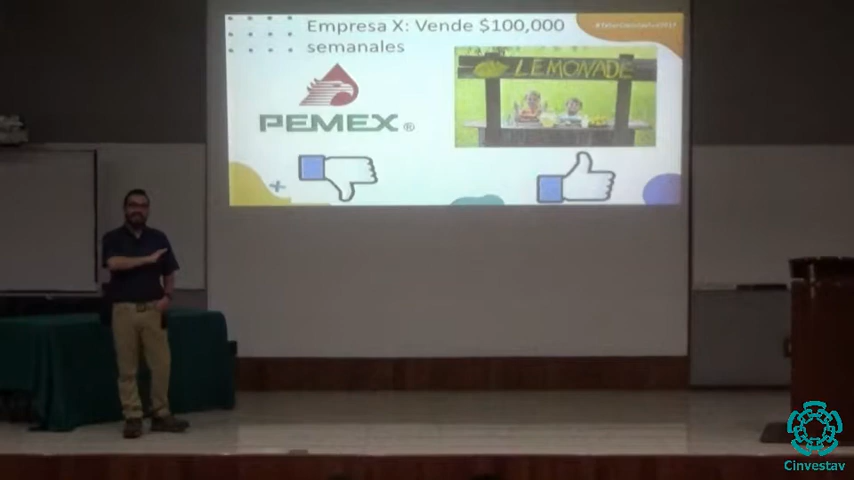 Empresa X: Vende $100,000
semanales
LEMONADE
PEMEX®
Cinvestav